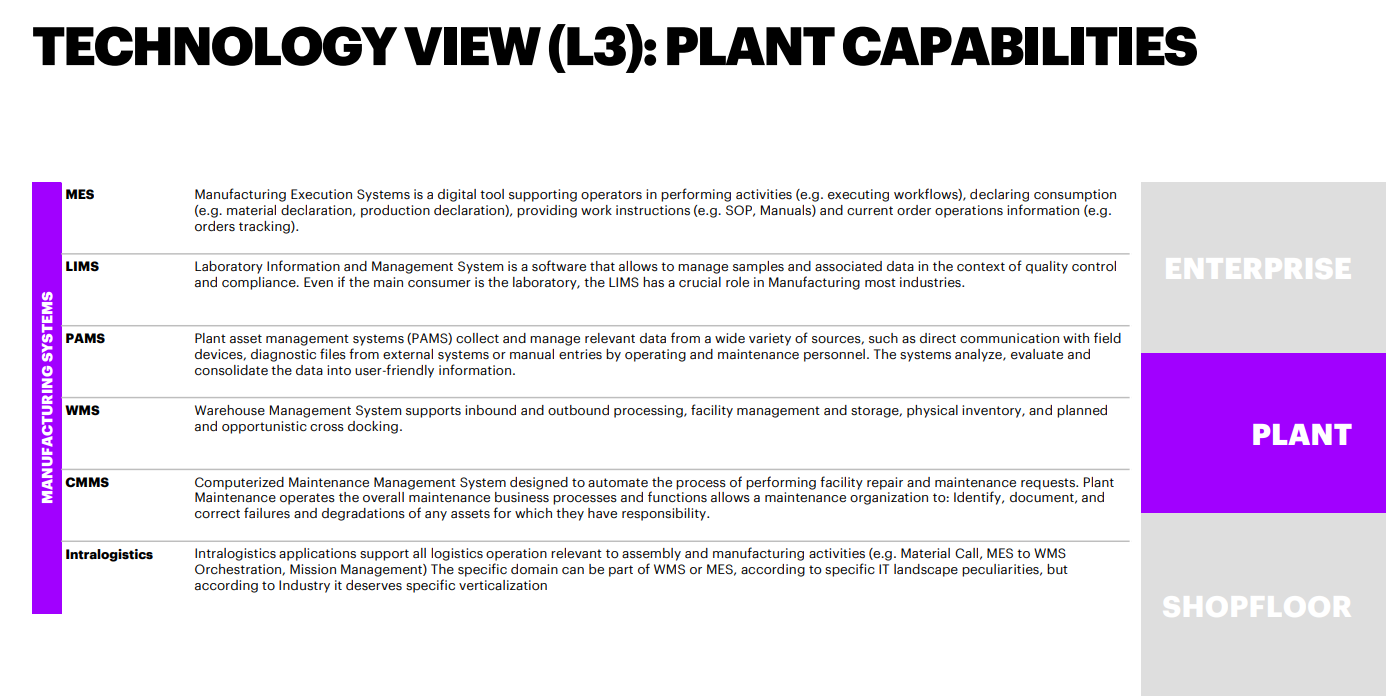 TECHNOLOGY VIEW (L3): PLANT CAPABILITIES
MANUFACTURING SYSTEMS
MES
Manufacturing Execution Systems is a digital tool supporting operators in performing activities (e.g. executing workflows), declaring consumption
(e.g. material declaration, production declaration), providing work instructions (e.g. SOP, Manuals) and current order operations information (e.g.
orders tracking).
LIMS
Laboratory Information and Management System is a software that allows to manage samples and associated data in the context of quality control
and compliance. Even if the main consumer is the laboratory, the LIMS has a crucial role in Manufacturing most industries.
PAMS
Plant asset management systems (PAMS) collect and manage relevant data from a wide variety of sources, such as direct communication with field
devices, diagnostic files from external systems or manual entries by operating and maintenance personnel. The systems analyze, evaluate and
consolidate the data into user-friendly information.
WMS
Warehouse Management System supports inbound and outbound processing, facility management and storage, physical inventory, and planned
and opportunistic cross docking.
CMMS
Computerized Maintenance Management System designed to automate the process of performing facility repair and maintenance requests. Plant
Maintenance operates the overall maintenance business processes and functions allows a maintenance organization to: Identify, document, and
correct failures and degradations of any assets for which they have responsibility.
Intralogistics
Intralogistics applications support all logistics operation relevant to assembly and manufacturing activities (e.g. Material Call, MES to WMS
Orchestration, Mission Management) The specific domain can be part of WMS or MES, according to specific IT landscape peculiarities, but
according to Industry it deserves specific verticalization
ENTERPRISE
PLANT
SHOPFLOOR